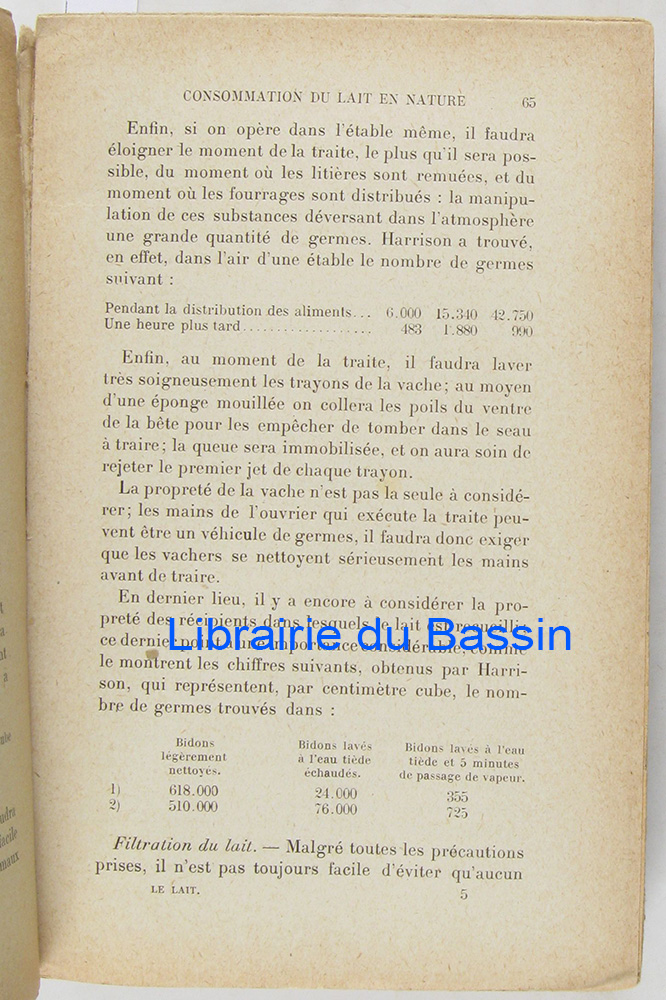 CONSOMMATION DU LAIT EN NATURE 65
Enfin, si on opère dans l'étable même, il faudra
éloigner le moment de la traite, le plus qu'il sera pos-
sible, du moment où les litières sont remuées, et du
moment où les fourrages sont distribués : la manipu-
lation de ces substances déversant dans l'atmosphère
une grande quantité de germes. Harrison a trouvé,
en effet, dans l'air d'une étable le nombre de germes
suivant :
Pendant la distribution des aliments... 6.000 15.340 42.750
Une heure plus tard................... 483 1.880 990
Enfin, au moment de la traite, il faudra laver
très soigneusement les trayons de la vache; au moyen
d'une éponge mouillée on collera les poils du ventre
de la bête pour les empêcher de tomber dans le seau
à traire; la queue sera immobilisée, et on aura soin de
rejeter le premier jet de chaque trayon.
La propreté de la vache n'est pas la seule à considé-
rer; les mains de l'ouvrier qui exécute la traite peu-
vent être un véhicule de germes, il faudra donc exiger
que les vachers se nettoyent sérieusement les mains
avant de traire.
En dernier lieu, il y a encore à considérer la pro-
preté des récipients dans lesquels le lait est recueilli;
Librairie du Bassin
ce dernier point a une importance considérable, comme
le montrent les chiffres suivants, obtenus par Harri-
son, qui représentent, par centimètre cube, le nom-
bre de germes trouvés dans :
Bidons légèrement nettoyés. Bidons lavés à l'eau tiède échaudés. Bidons lavés à l'eau tiède et 5 minutes de passage de vapeur.
1) 618.000 24.000 355
2) 510.000 76.000 725
Filtration du lait. — Malgré toutes les précautions
prises, il n'est pas toujours facile d'éviter qu'aucun
LE LAIT. 5